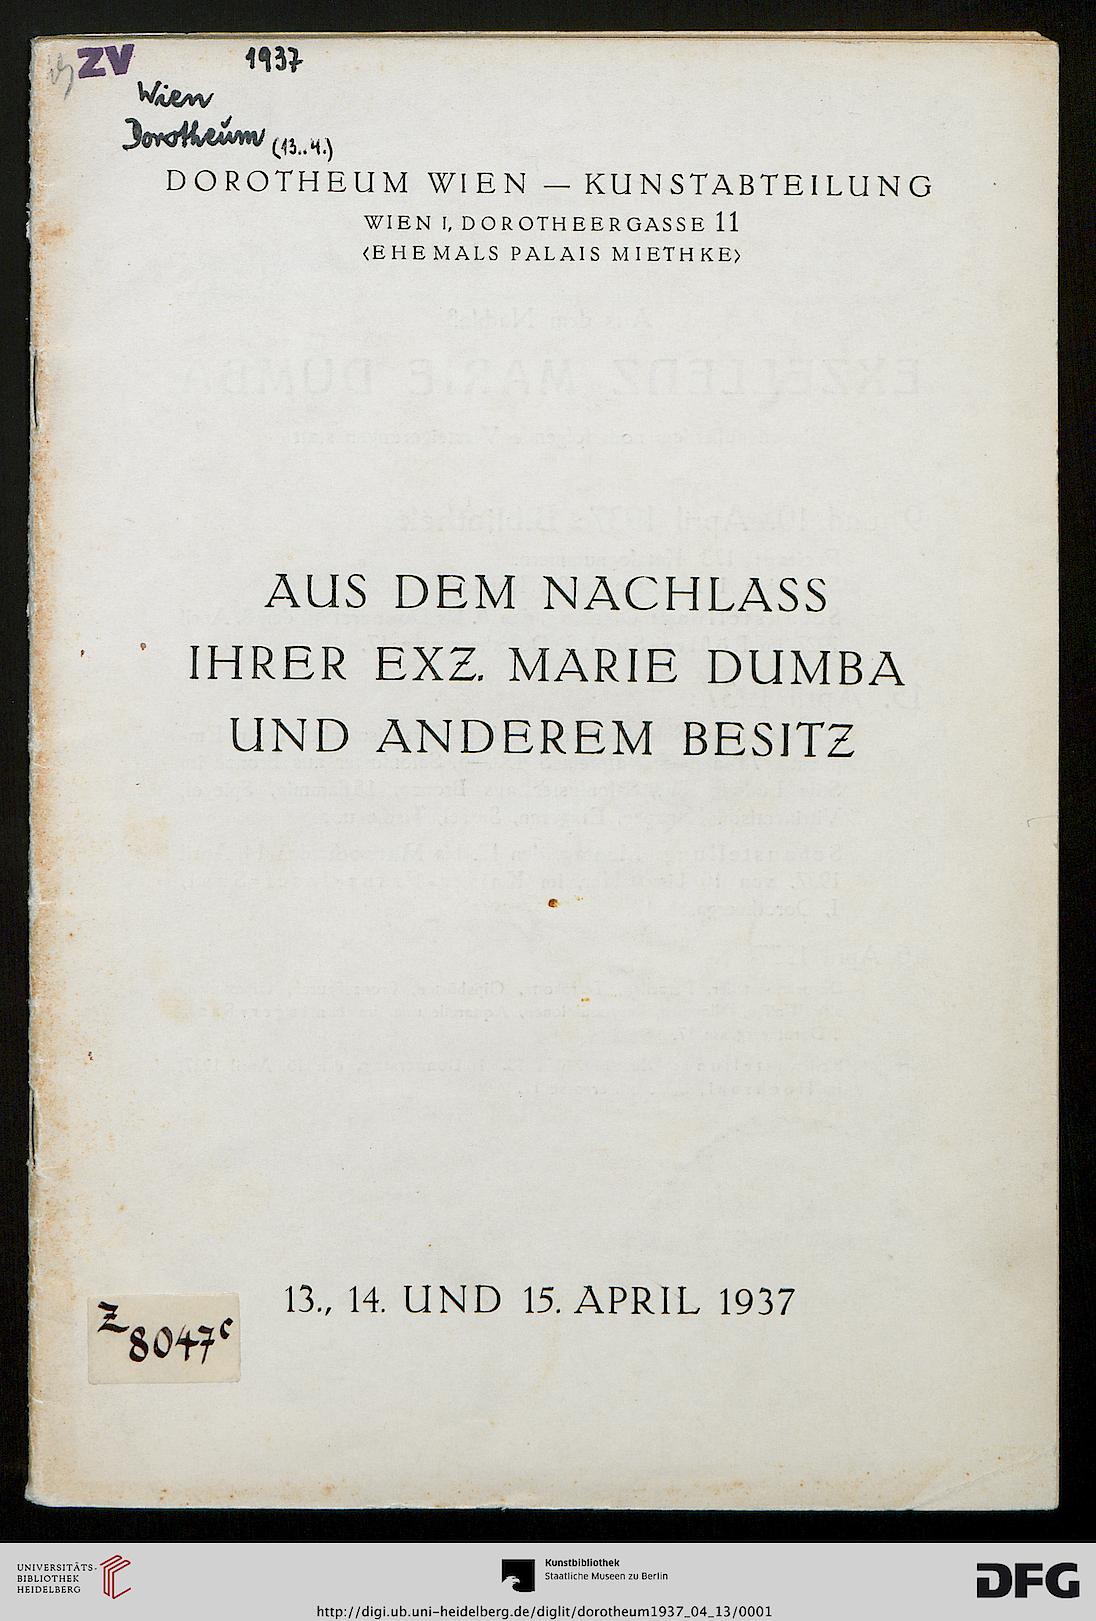 ZV 1937
Wien
Dorotheum (13..4.)
DOROTHEUM WIEN — KUNSTABTEILUNG
WIEN I, DOROTHEERGASSE 11
<EHEMALS PALAIS MIETHKE>
AUS DEM NACHLASS
IHRER EXZ. MARIE DUMBA
UND ANDEREM BESITZ
13., 14. UND 15. APRIL 1937
Z
8047c
UNIVERSITÄTS-
BIBLIOTHEK
HEIDELBERG
Kunstbibliothek
Staatliche Museen zu Berlin
DFG
http://digi.ub.uni-heidelberg.de/diglit/dorotheum1937_04_13/0001